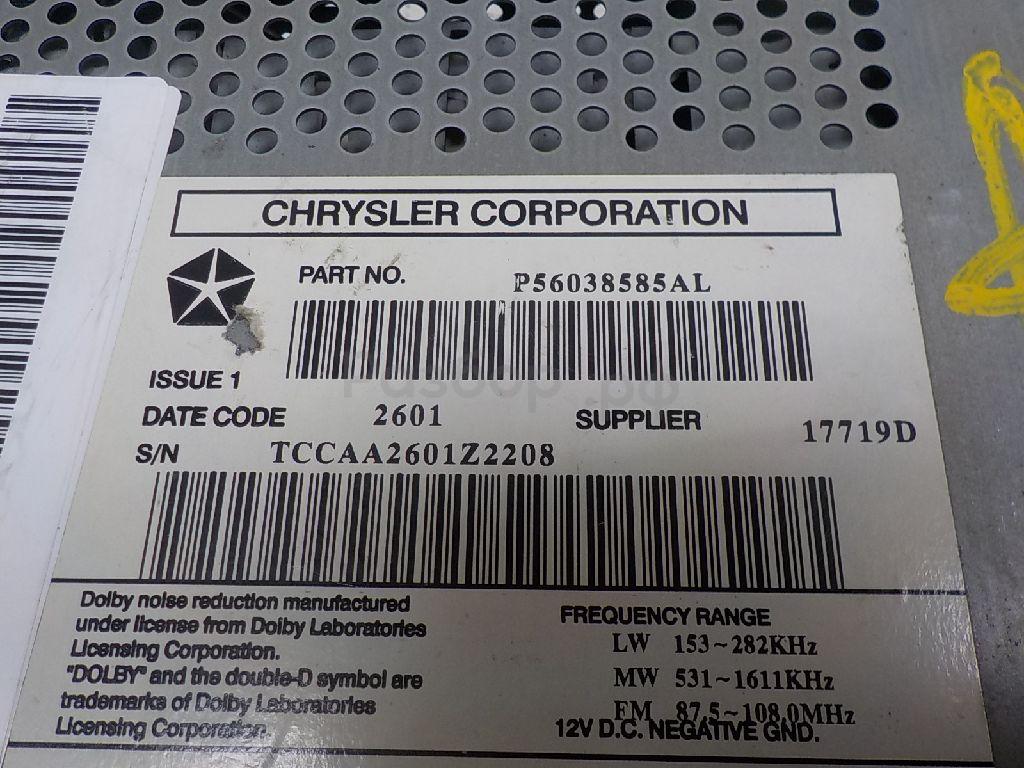 CHRYSLER CORPORATION
PART NO. P56038585AL
ISSUE 1
DATE CODE 2601 SUPPLIER 17719D
S/N TCCAA2601Z2208
Dolby noise reduction manufactured
under license from Dolby Laboratories
Licensing Corporation.
"DOLBY" and the double-D symbol are
trademarks of Dolby Laboratories
Licensing Corporation.
FREQUENCY RANGE
LW 153~282KHz
MW 531~1611KHz
FM 87.5~108.0MHz
12V D.C. NEGATIVE GND.
Разбор.рф